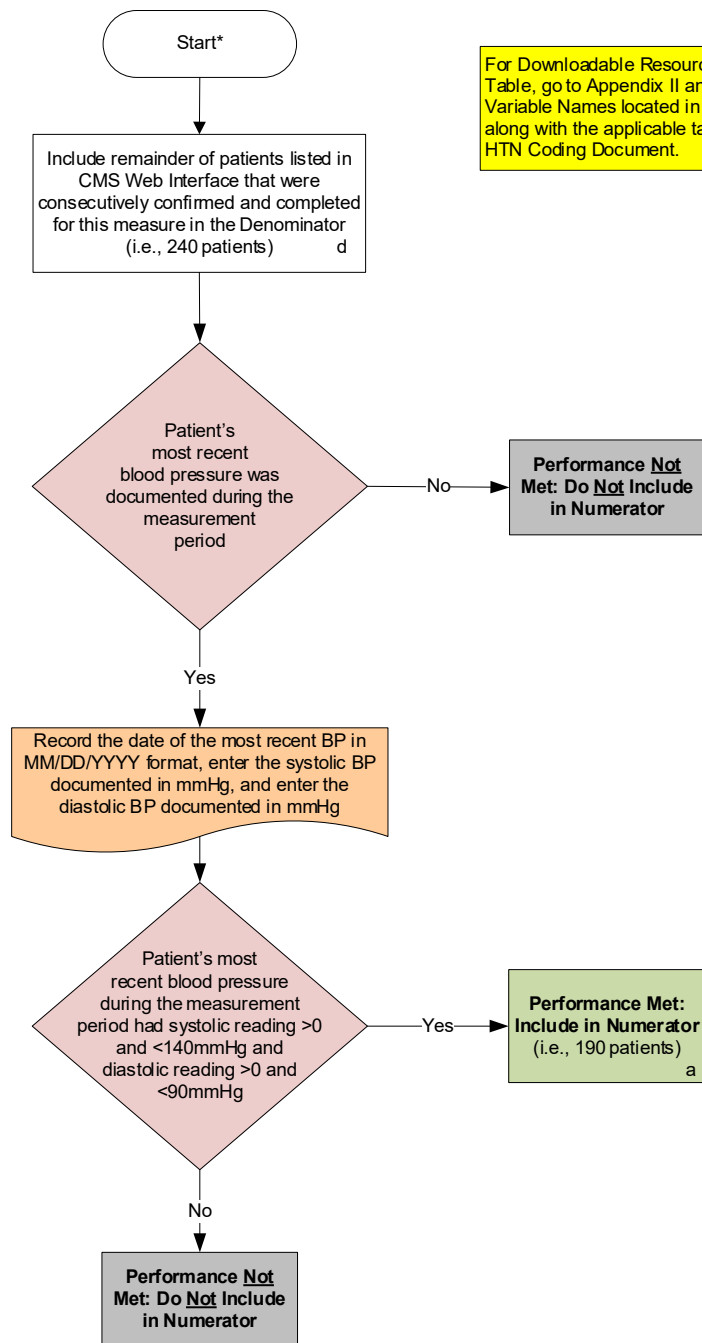 Start*
For Downloadable Resour
Table, go to Appendix II an
Variable Names located in
along with the applicable ta
HTN Coding Document.
Include remainder of patients listed in
CMS Web Interface that were
consecutively confirmed and completed
for this measure in the Denominator
(i.e., 240 patients) d
Patient's
most recent
blood pressure was
documented during the
measurement
period
No
Performance Not
Met: Do Not Include
in Numerator
Yes
Record the date of the most recent BP in
MM/DD/YYYY format, enter the systolic BP
documented in mmHg, and enter the
diastolic BP documented in mmHg
Patient's most
recent blood pressure
during the measurement
period had systolic reading >0
and <140mmHg and
diastolic reading >0 and
<90mmHg
Yes
Performance Met:
Include in Numerator
(i.e., 190 patients)
a
No
Performance Not
Met: Do Not Include
in Numerator